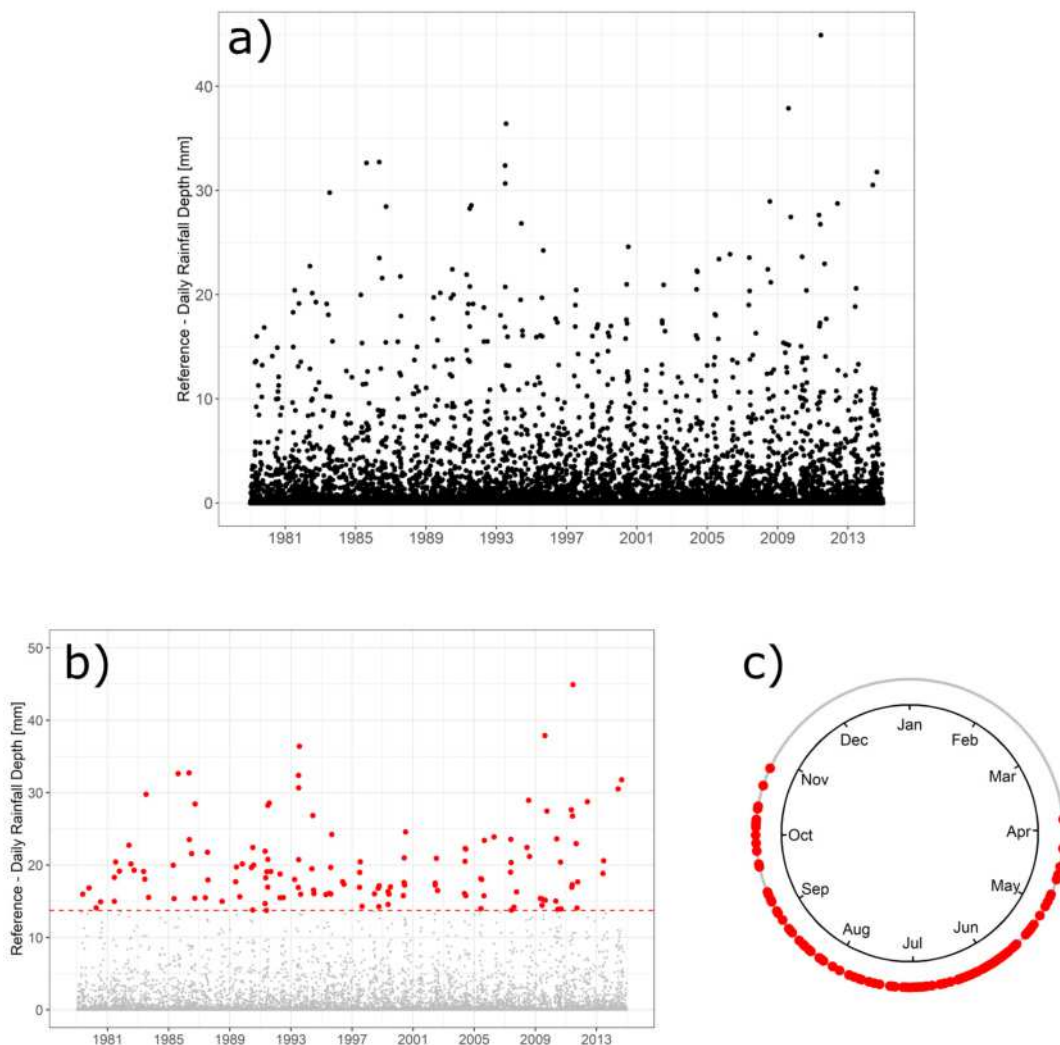 a)
Reference - Daily Rainfall Depth [mm]
40
30
20
10
0
1981 1985 1989 1993 1997 2001 2005 2009 2013
b)
Reference - Daily Rainfall Depth [mm]
50
40
30
20
10
0
1981 1985 1989 1993 1997 2001 2005 2009 2013
c)
Jan
Feb
Mar
Apr
May
Jun
Jul
Aug
Sep
Oct
Nov
Dec